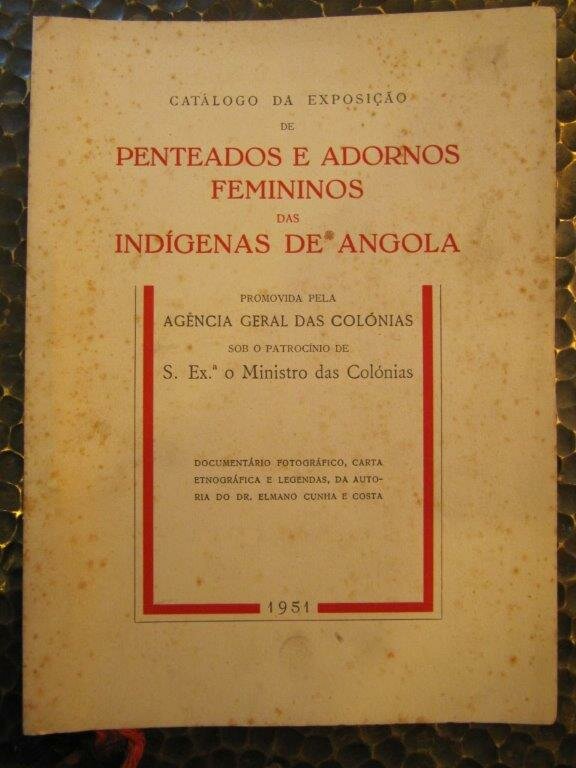 CATÁLOGO DA EXPOSIÇÃO
DE
PENTEADOS E ADORNOS
FEMININOS
DAS
INDÍGENAS DE ANGOLA
PROMOVIDA PELA
AGÊNCIA GERAL DAS COLÓNIAS
SOB O PATROCÍNIO DE
S. Ex.ª o Ministro das Colónias
DOCUMENTÁRIO FOTOGRÁFICO, CARTA
ETNOGRÁFICA E LEGENDAS, DA AUTO-
RIA DO DR. ELMANO CUNHA E COSTA
1951